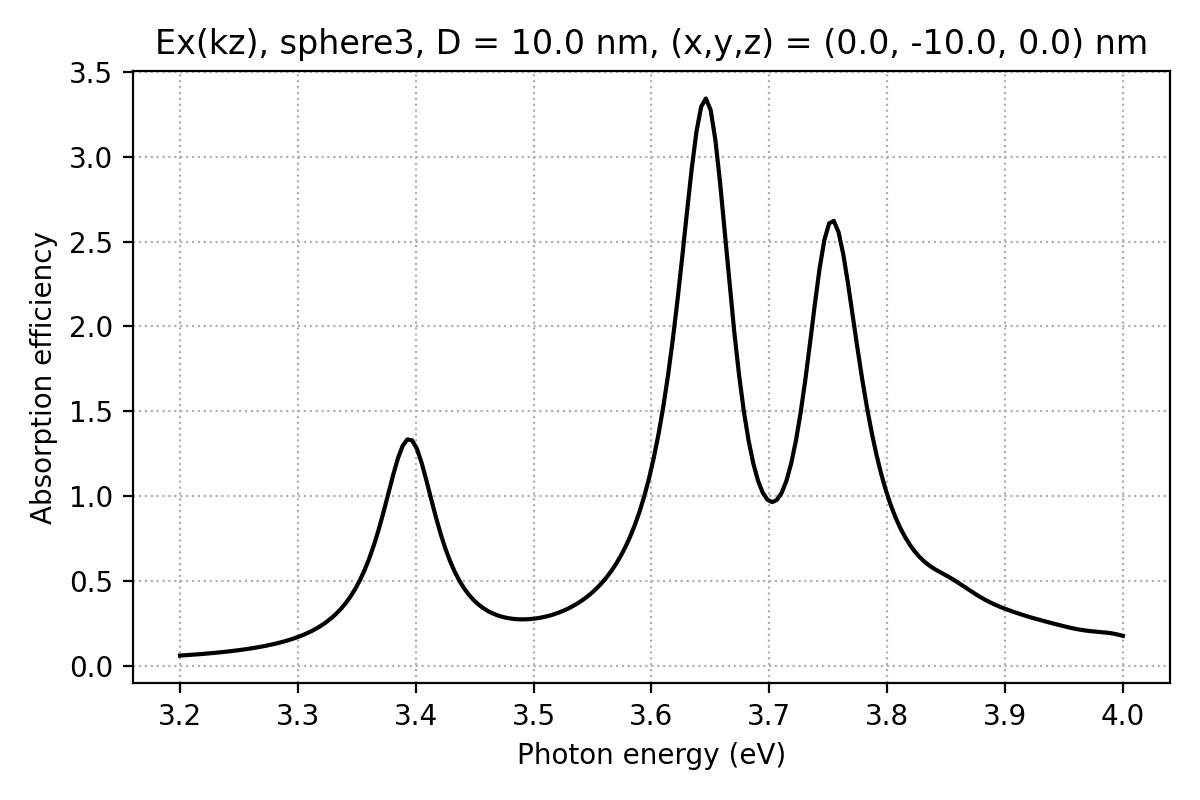 Ex(kz), sphere3, D = 10.0 nm, (x,y,z) = (0.0, -10.0, 0.0) nm
3.5
3.0
2.5
2.0
1.5
1.0
0.5
0.0
Absorption efficiency
3.2 3.3 3.4 3.5 3.6 3.7 3.8 3.9 4.0
Photon energy (eV)